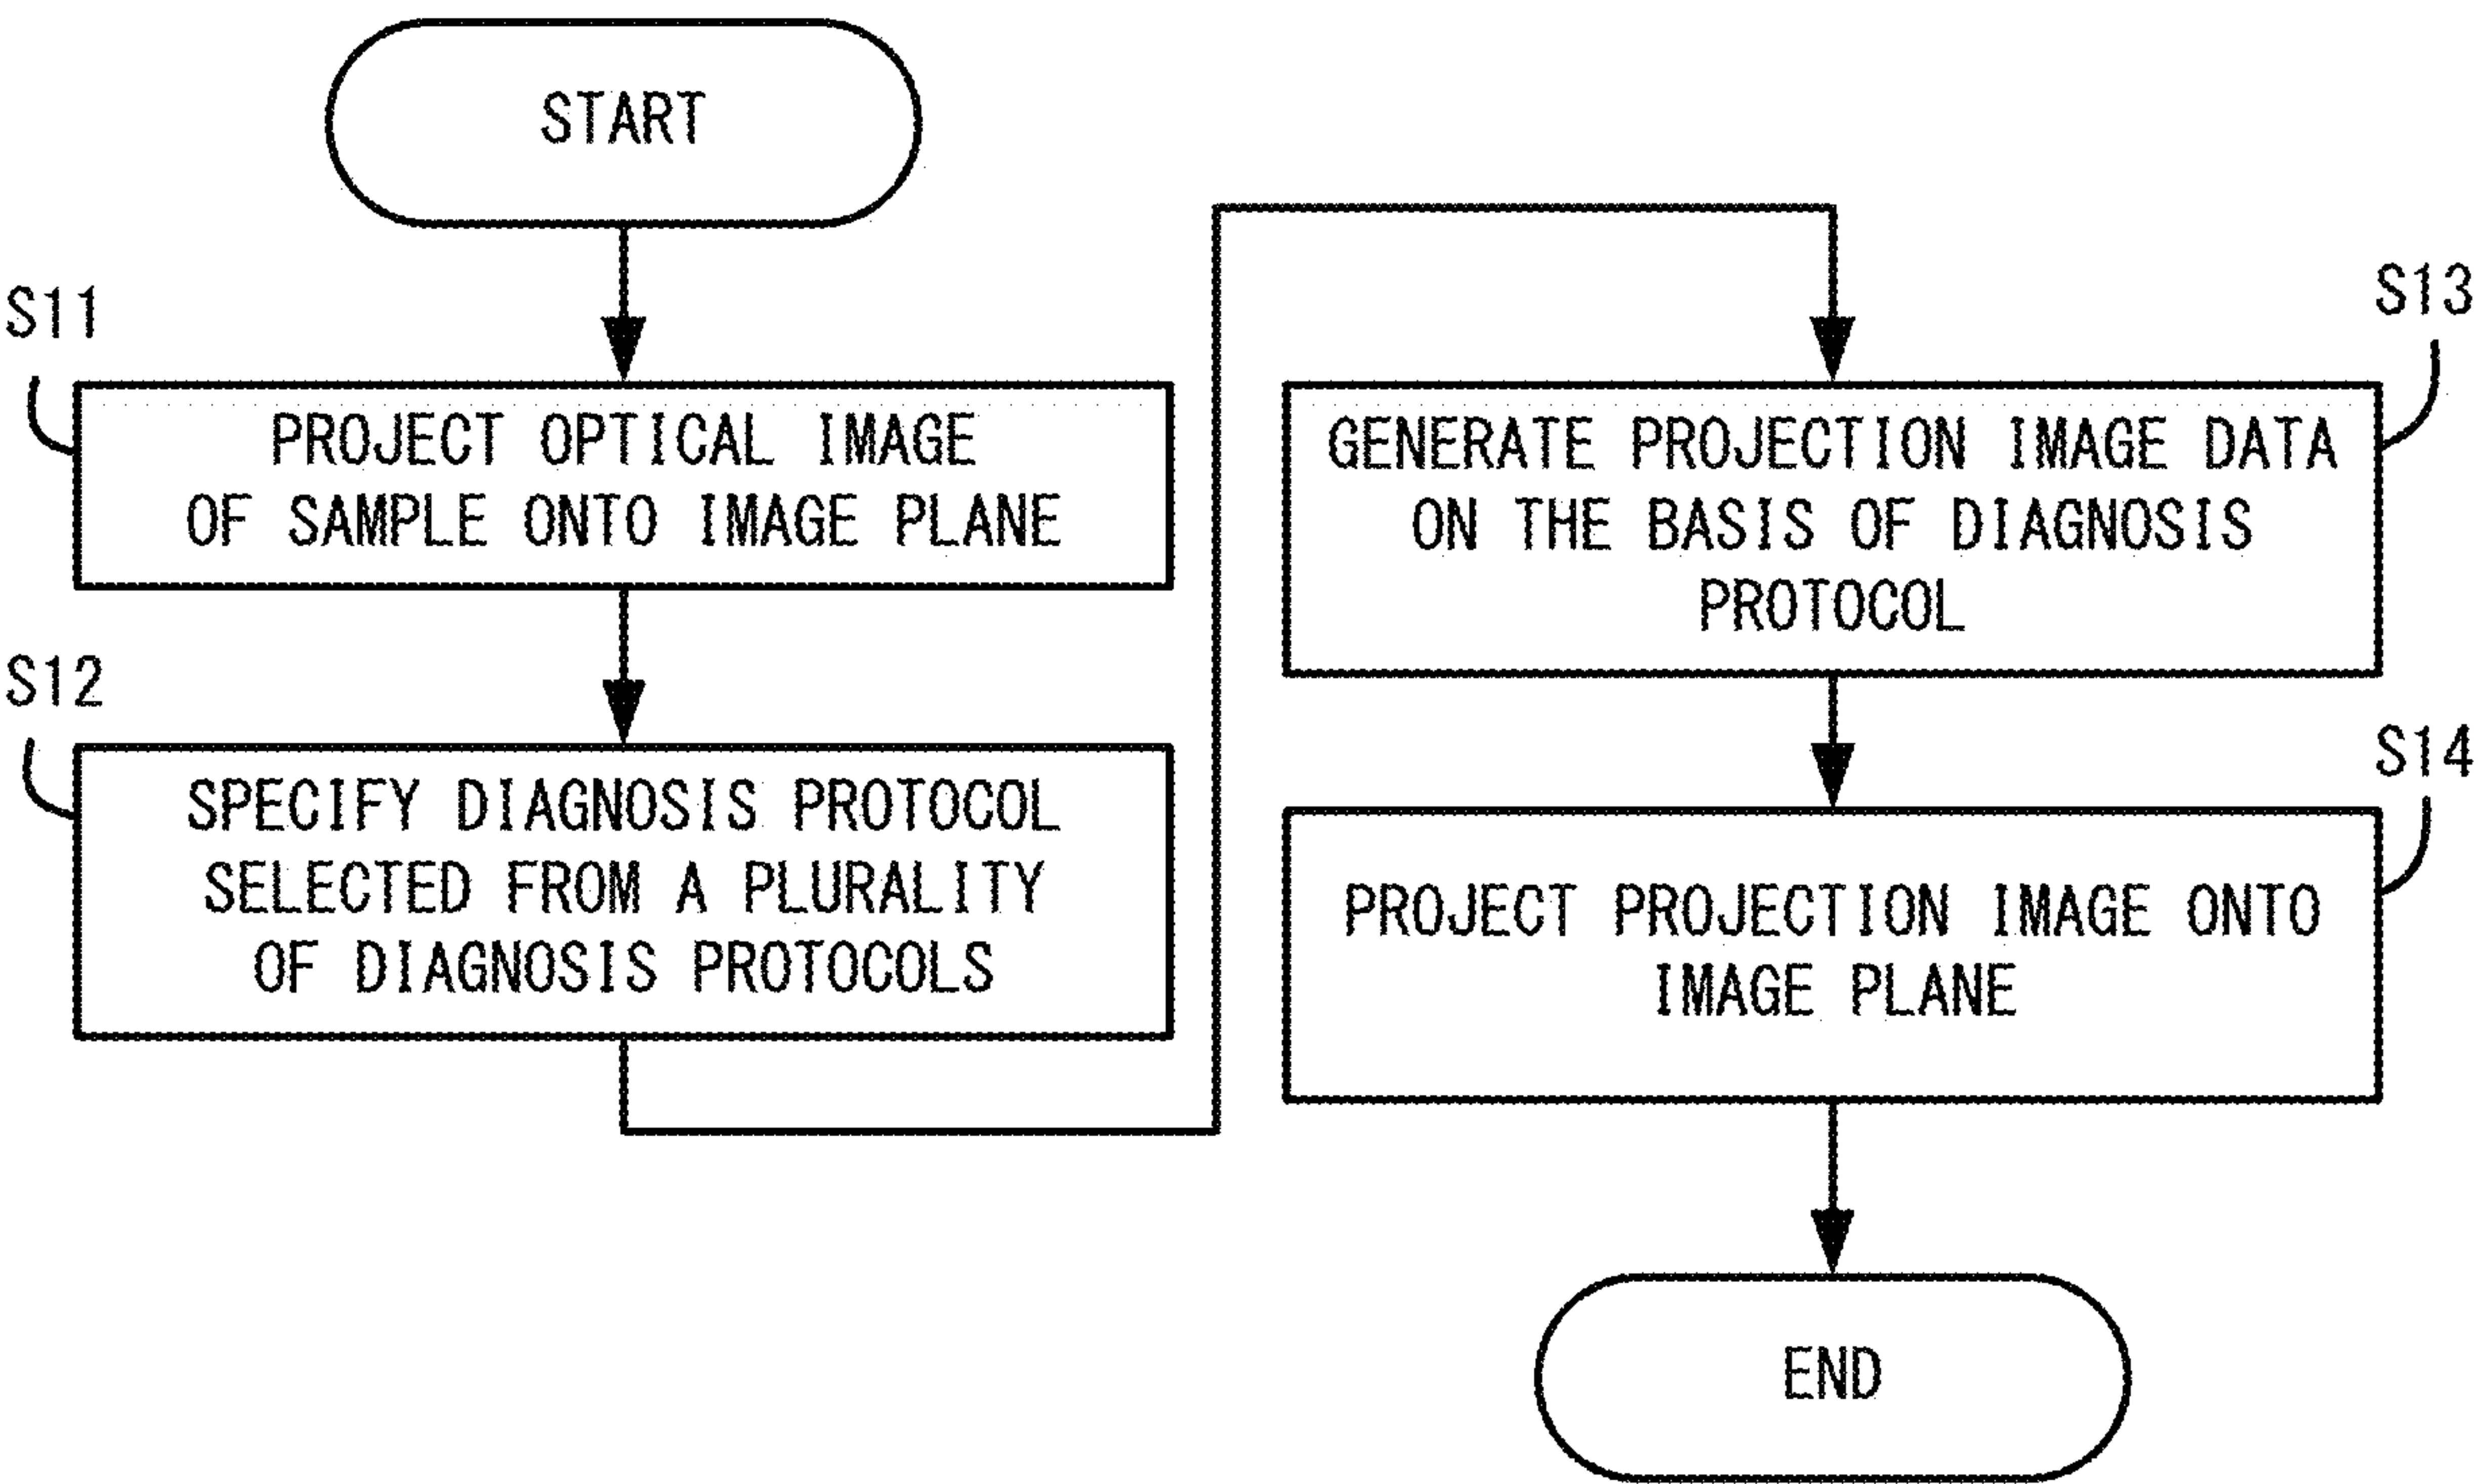 START
S11
PROJECT OPTICAL IMAGE
OF SAMPLE ONTO IMAGE PLANE
S12
SPECIFY DIAGNOSIS PROTOCOL
SELECTED FROM A PLURALITY
OF DIAGNOSIS PROTOCOLS
S13
GENERATE PROJECTION IMAGE DATA
ON THE BASIS OF DIAGNOSIS
PROTOCOL
S14
PROJECT PROJECTION IMAGE ONTO
IMAGE PLANE
END